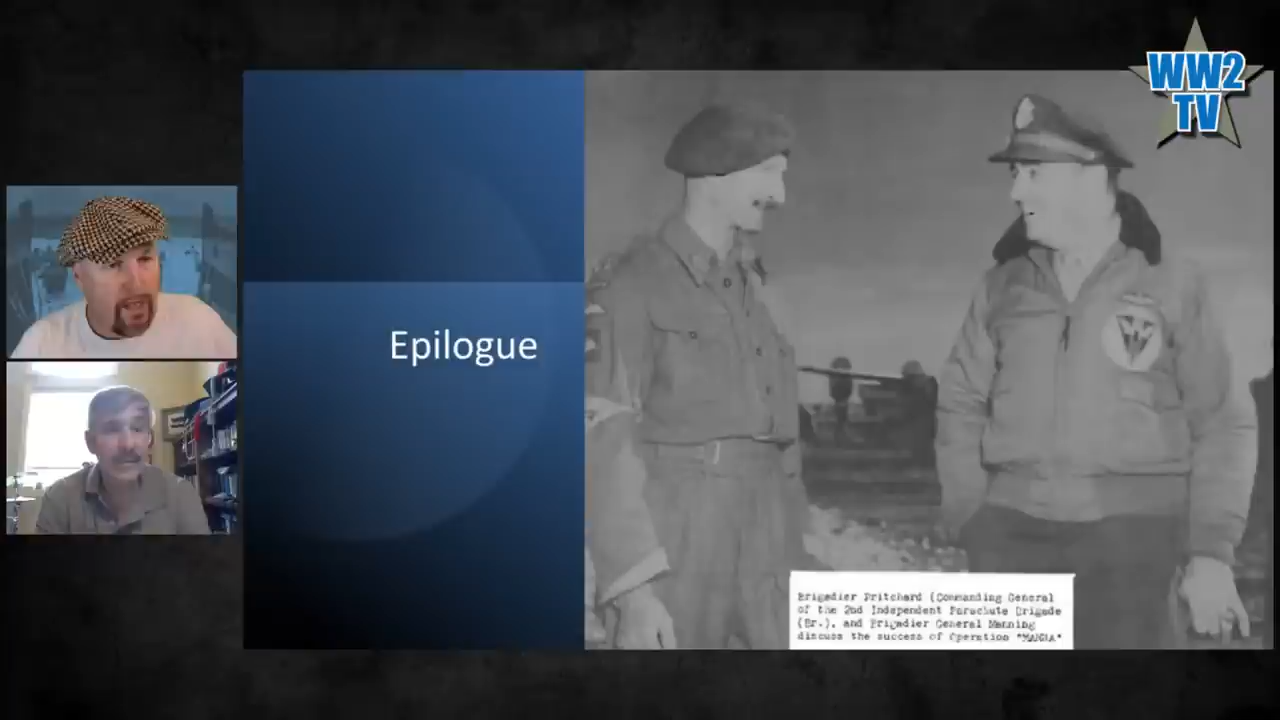 WW2
TV
Epilogue
Brigadier Pritchard (Commanding General
of the 2nd Independent Parachute Brigade
(Br.), and Brigadier General Manning
discuss the success of Operation "MANNA"